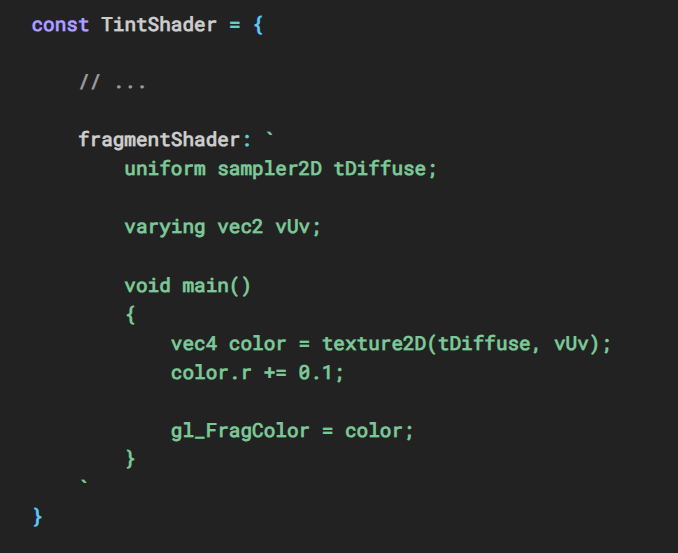 const TintShader = {
// ...
fragmentShader: `
uniform sampler2D tDiffuse;
varying vec2 vUv;
void main()
{
vec4 color = texture2D(tDiffuse, vUv);
color.r += 0.1;
gl_FragColor = color;
}
`
}